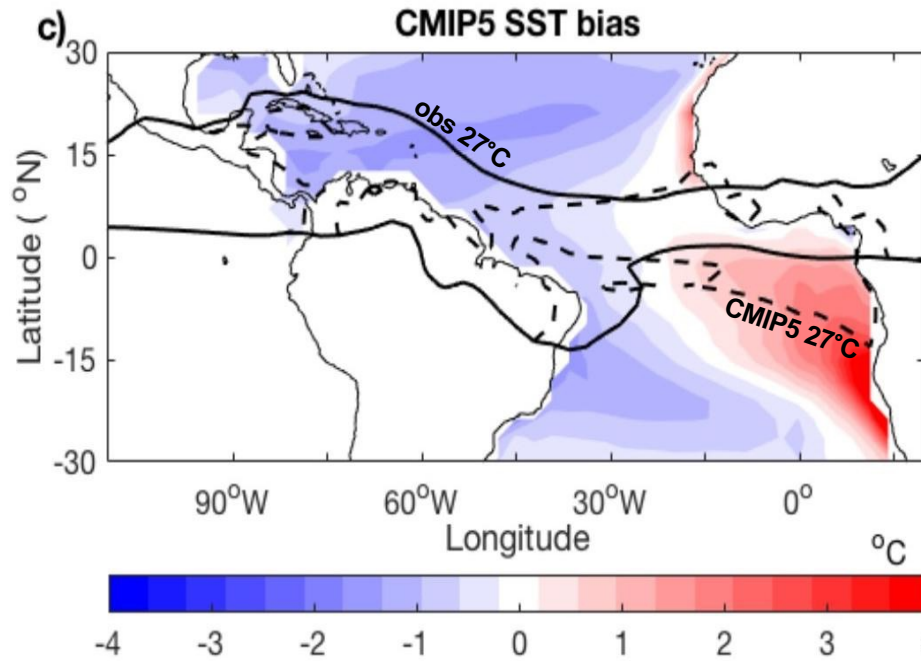 c)
CMIP5 SST bias
30
15
0
-15
-30
Latitude ( °N)
obs 27°C
CMIP5 27°C
90°W 60°W 30°W 0°
Longitude
°C
-4 -3 -2 -1 0 1 2 3